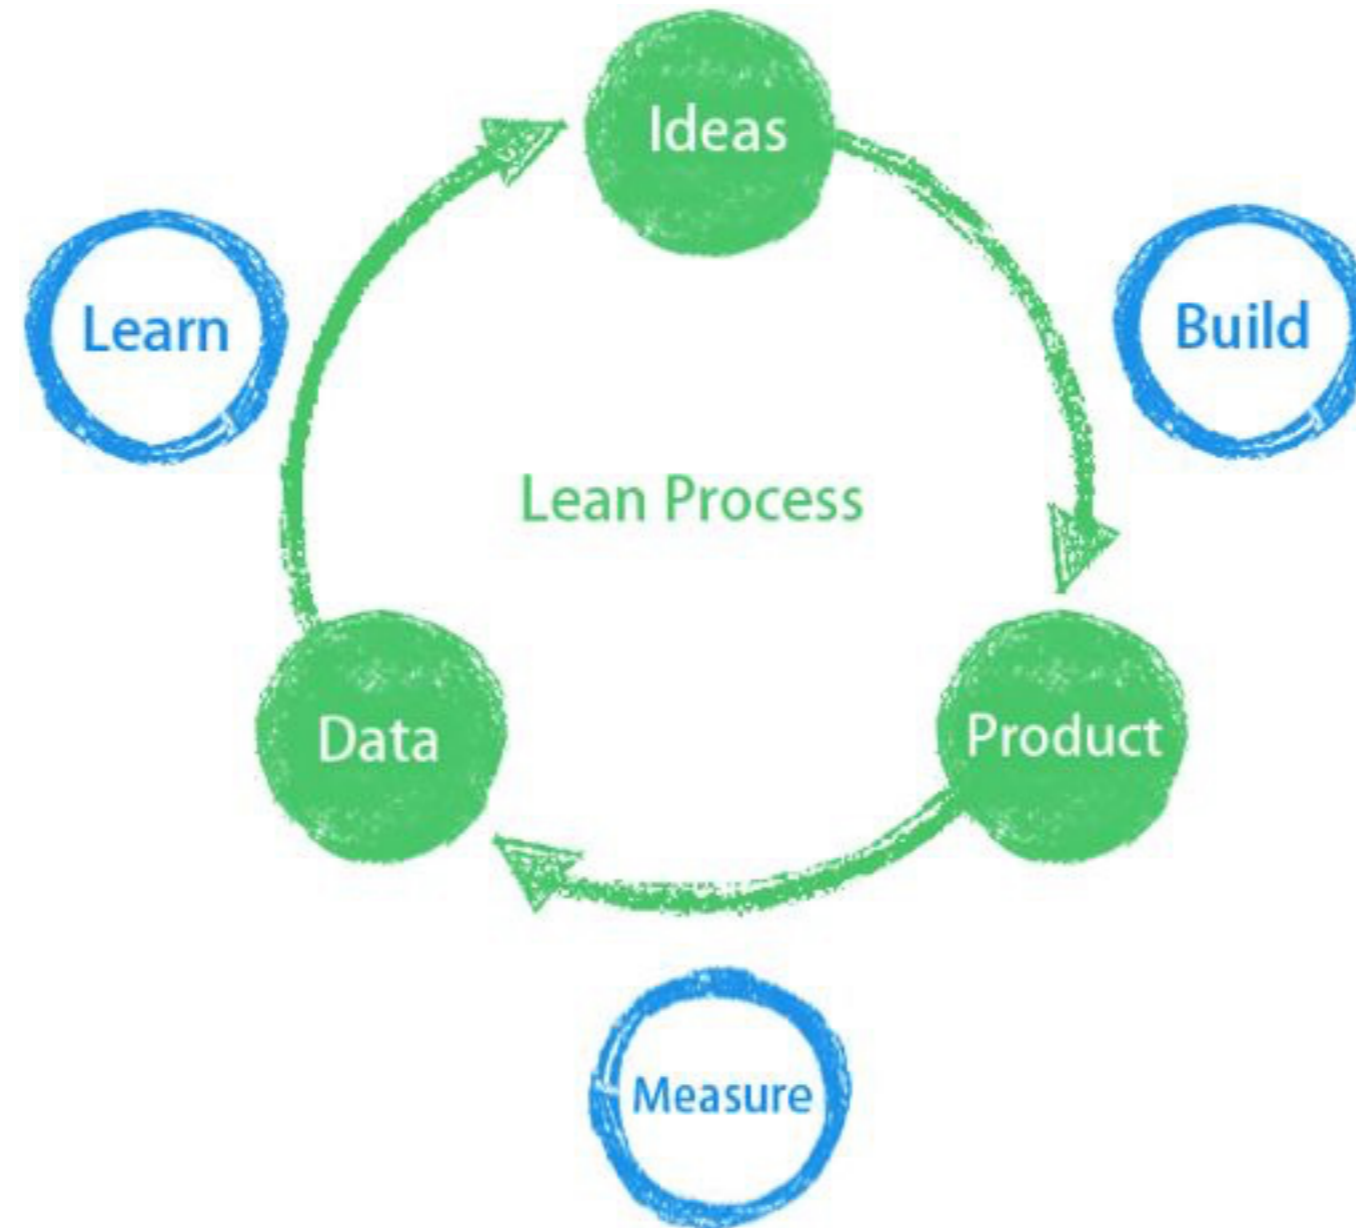 Ideas
Learn
Build
Lean Process
Data
Product
Measure